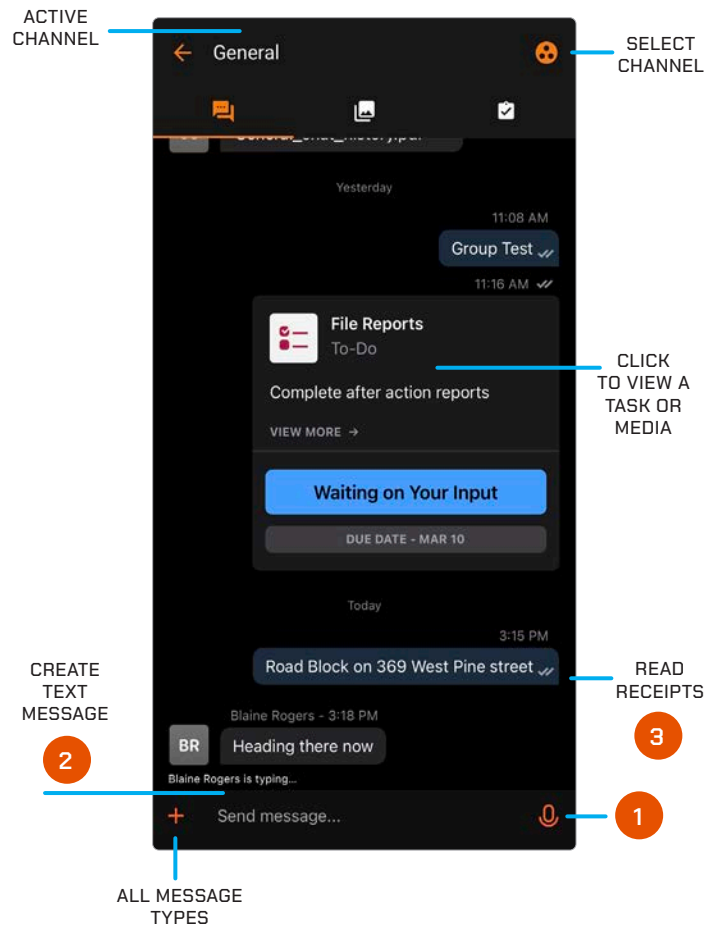 ACTIVE
CHANNEL
General
SELECT
CHANNEL
General_chat_history.pdf
Yesterday
11:08 AM
Group Test
11:16 AM
File Reports
To-Do
Complete after action reports
VIEW MORE →
CLICK
TO VIEW A
TASK OR
MEDIA
Waiting on Your Input
DUE DATE - MAR 10
Today
3:15 PM
Road Block on 369 West Pine street
READ
RECEIPTS
3
CREATE
TEXT
MESSAGE
2
Blaine Rogers - 3:18 PM
BR
Heading there now
Blaine Rogers is typing...
+ Send message...
1
ALL MESSAGE
TYPES